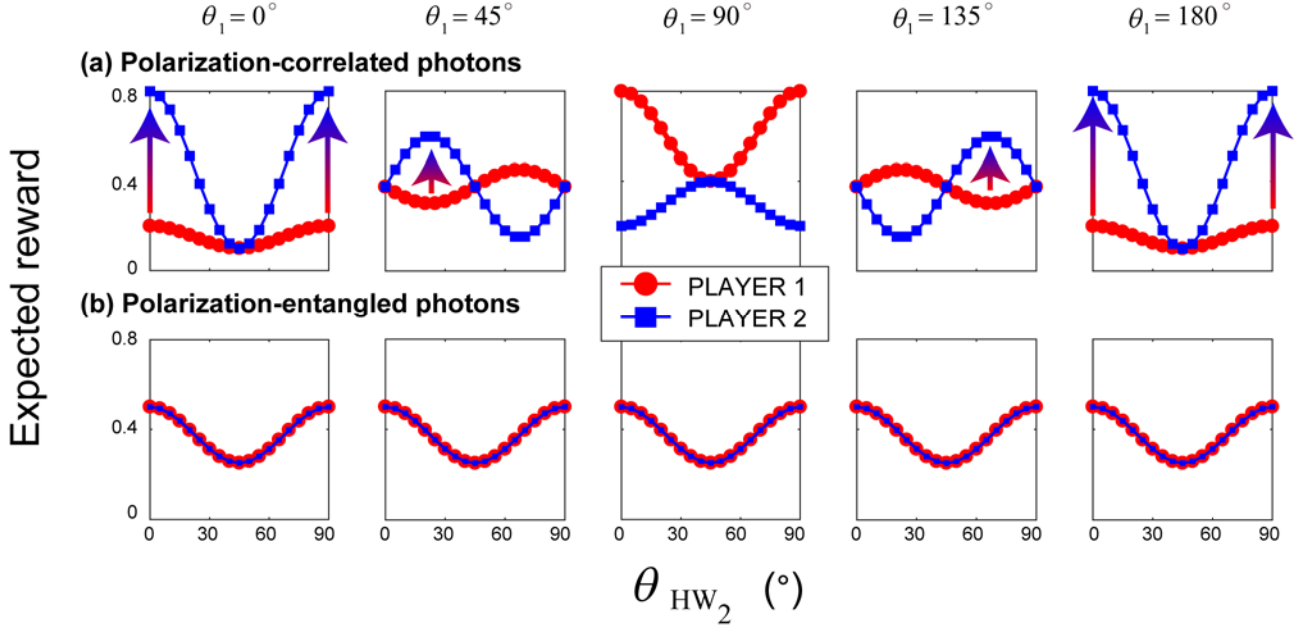 θ₁ = 0° θ₁ = 45° θ₁ = 90° θ₁ = 135° θ₁ = 180°
(a) Polarization-correlated photons
0.8
0.4
0
Expected reward
PLAYER 1
PLAYER 2
(b) Polarization-entangled photons
0.8
0.4
0
0 30 60 90 0 30 60 90 0 30 60 90 0 30 60 90 0 30 60 90
θ HW₂ (°)